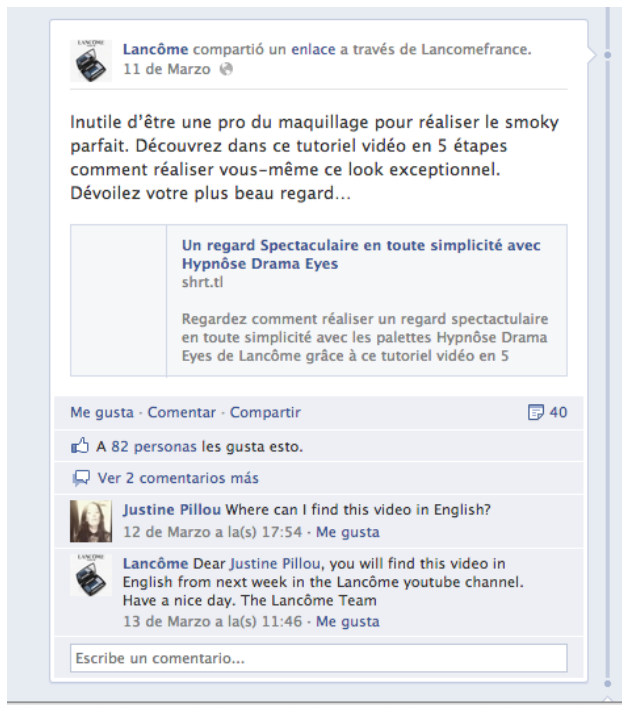 Lancôme compartió un enlace a través de Lancomefrance.
11 de Marzo
Inutile d'être une pro du maquillage pour réaliser le smoky
parfait. Découvrez dans ce tutoriel vidéo en 5 étapes
comment réaliser vous-même ce look exceptionnel.
Dévoilez votre plus beau regard...
Un regard Spectaculaire en toute simplicité avec
Hypnôse Drama Eyes
shrt.tl
Regardez comment réaliser un regard spectactulaire
en toute simplicité avec les palettes Hypnôse Drama
Eyes de Lancôme grâce à ce tutoriel vidéo en 5
Me gusta · Comentar · Compartir 40
A 82 personas les gusta esto.
Ver 2 comentarios más
Justine Pillou Where can I find this video in English?
12 de Marzo a la(s) 17:54 · Me gusta
LANCÔME
Lancôme Dear Justine Pillou, you will find this video in
English from next week in the Lancôme youtube channel.
Have a nice day. The Lancôme Team
13 de Marzo a la(s) 11:46 · Me gusta
Escribe un comentario...